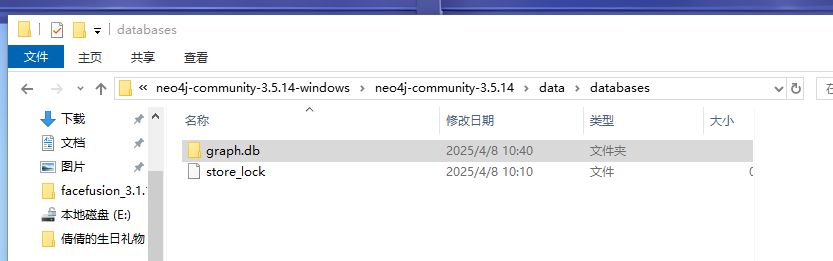 databases
文件 主页 共享 查看
« neo4j-community-3.5.14-windows > neo4j-community-3.5.14 > data > databases
下载 名称 修改日期 类型 大小
文档 graph.db 2025/4/8 10:40 文件夹
图片 store_lock 2025/4/8 10:10 文件
facefusion_3.1.
本地磁盘 (E:)
倩倩的生日礼物